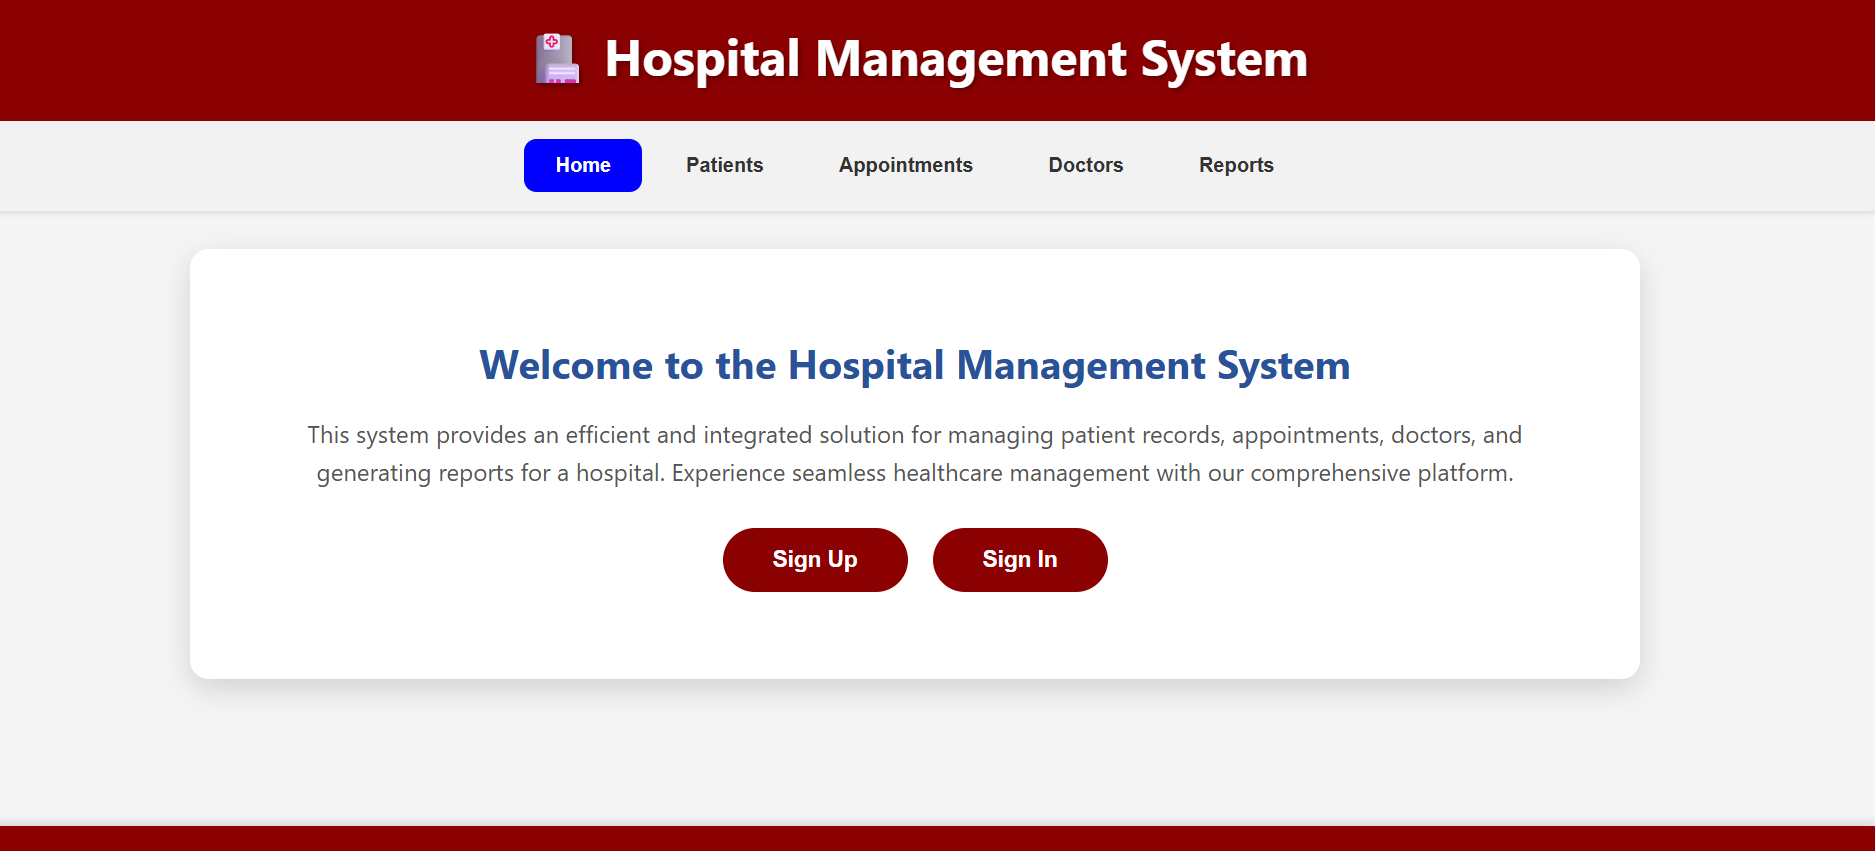 Hospital Management System
Home Patients Appointments Doctors Reports
Welcome to the Hospital Management System
This system provides an efficient and integrated solution for managing patient records, appointments, doctors, and
generating reports for a hospital. Experience seamless healthcare management with our comprehensive platform.
Sign Up Sign In